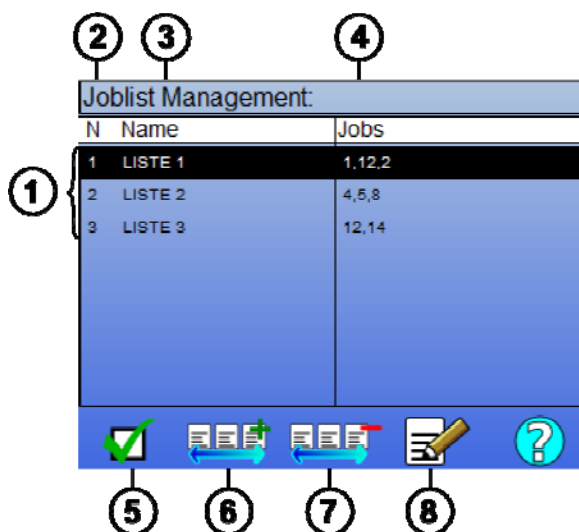 2 3 4
Joblist Management:
N Name Jobs
1 LISTE 1 1,12,2
1
2 LISTE 2 4,5,8
3 LISTE 3 12,14
?
5 6 7 8